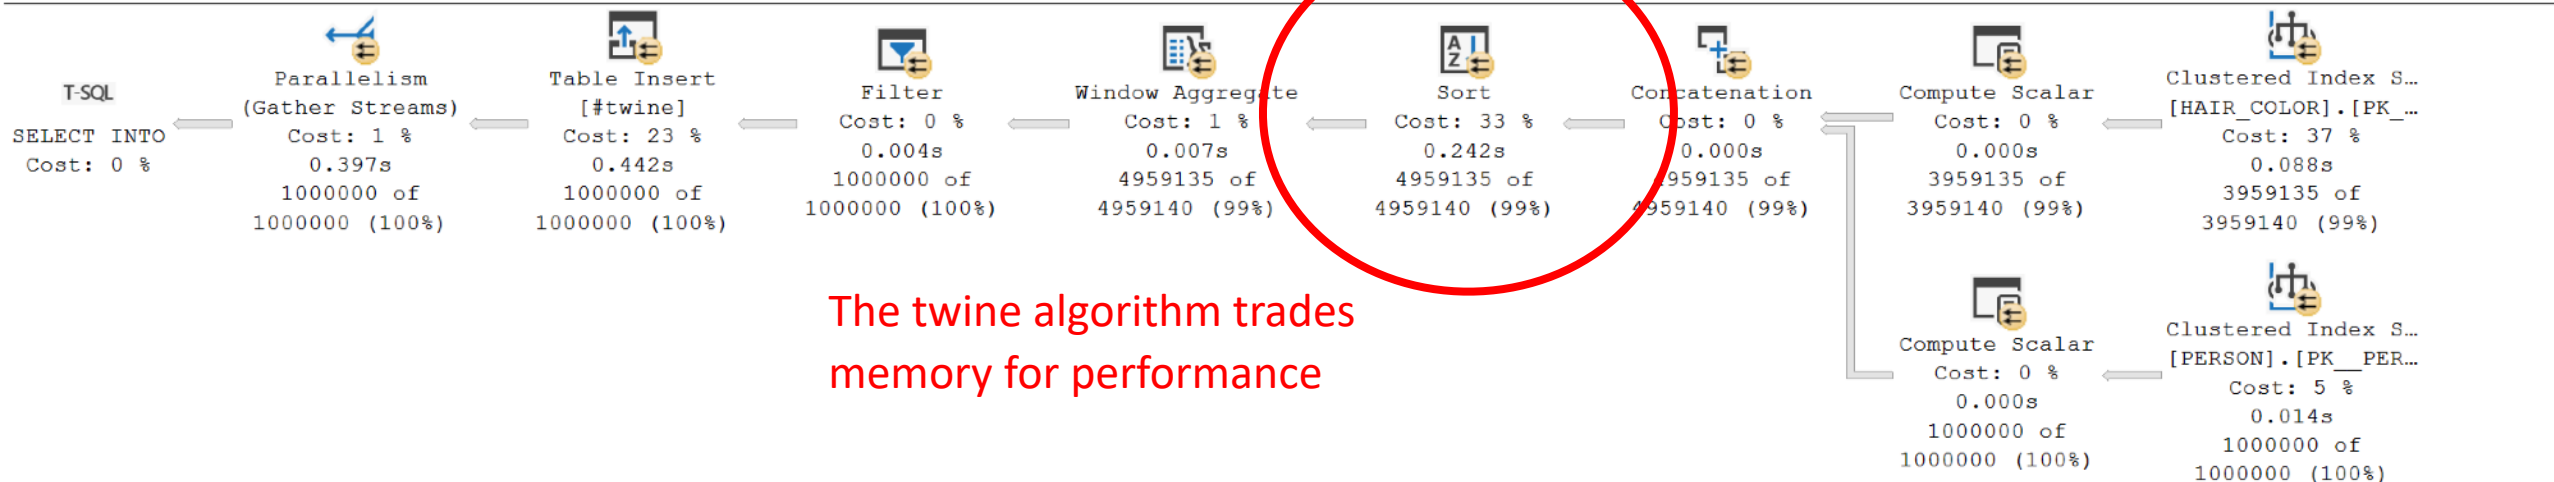 T-SQL
SELECT INTO
Cost: 0 %
Parallelism
(Gather Streams)
Cost: 1 %
0.397s
1000000 of
1000000 (100%)
Table Insert
[#twine]
Cost: 23 %
0.442s
1000000 of
1000000 (100%)
Filter
Cost: 0 %
0.004s
1000000 of
1000000 (100%)
Window Aggregate
Cost: 1 %
0.007s
4959135 of
4959140 (99%)
A
Z
Sort
Cost: 33 %
0.242s
4959135 of
4959140 (99%)
Concatenation
Cost: 0 %
0.000s
4959135 of
4959140 (99%)
Compute Scalar
Cost: 0 %
0.000s
3959135 of
3959140 (99%)
Clustered Index S…
[HAIR_COLOR].[PK_…
Cost: 37 %
0.088s
3959135 of
3959140 (99%)
The twine algorithm trades
memory for performance
Compute Scalar
Cost: 0 %
0.000s
1000000 of
1000000 (100%)
Clustered Index S…
[PERSON].[PK__PER…
Cost: 5 %
0.014s
1000000 of
1000000 (100%)